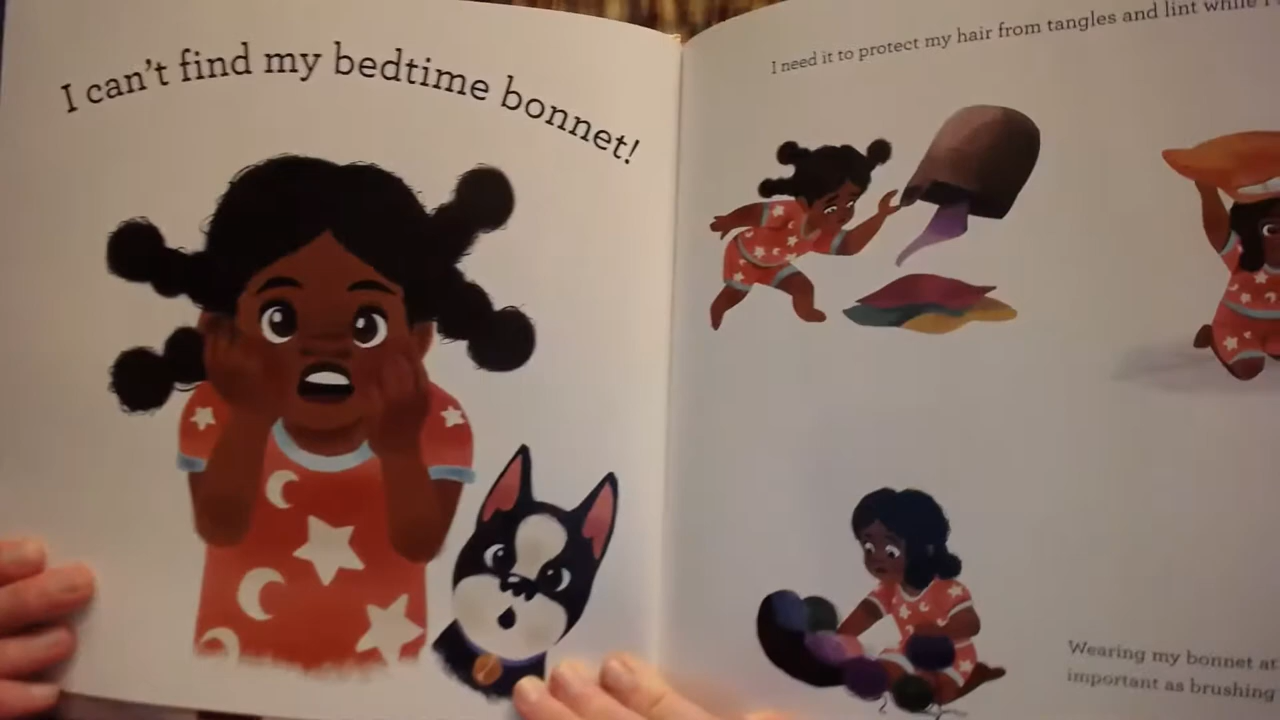 I can't find my bedtime bonnet!
I need it to protect my hair from tangles and lint while I
Wearing my bonnet at
important as brushing